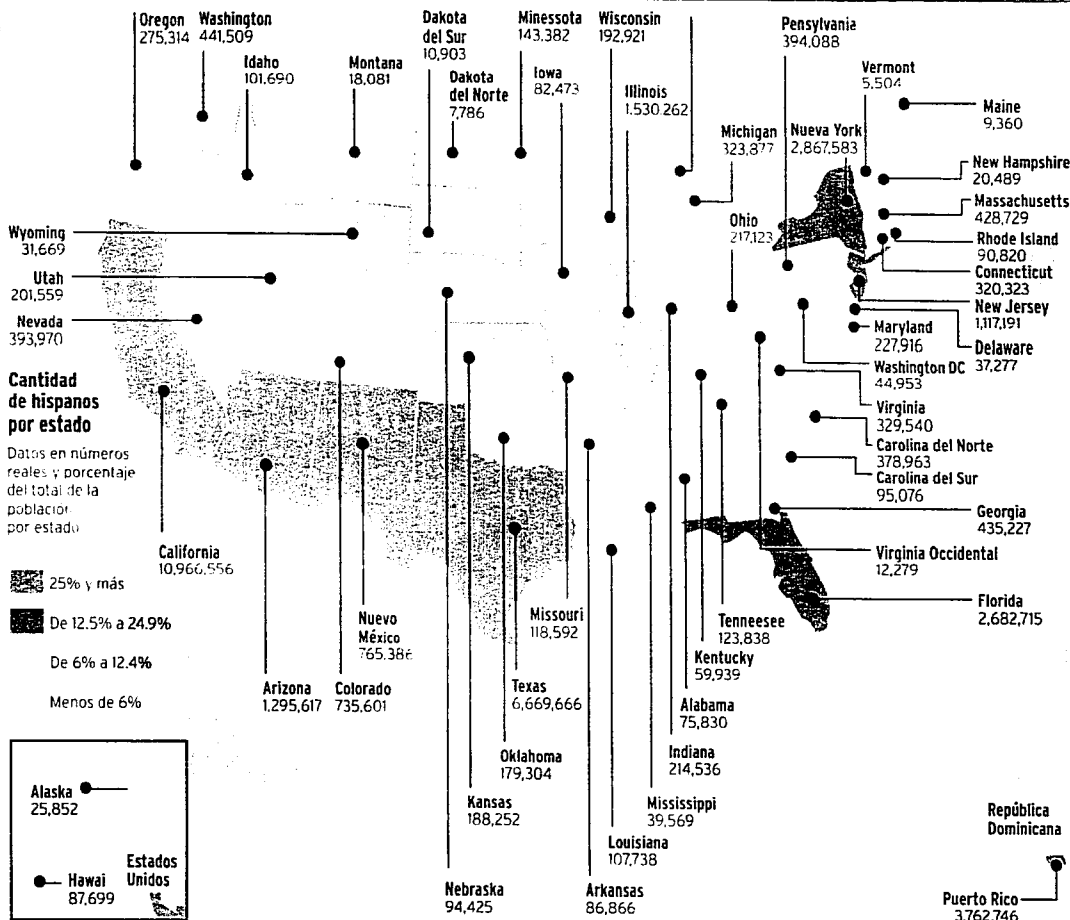 Oregon
275,314
Washington
441,509
Idaho
101,690
Montana
18,081
Dakota
del Sur
10,903
Dakota
del Norte
7,786
Minessota
143,382
Iowa
82,473
Wisconsin
192,921
Illinois
1,530,262
Michigan
323,877
Ohio
217,123
Pensylvania
394,088
Nueva York
2,867,583
Vermont
5,504
Maine
9,360
New Hampshire
20,489
Massachusetts
428,729
Rhode Island
90,820
Connecticut
320,323
New Jersey
1,117,191
Maryland
227,916
Delaware
37,277
Washington DC
44,953
Virginia
329,540
Carolina del Norte
378,963
Carolina del Sur
95,076
Georgia
435,227
Virginia Occidental
12,279
Florida
2,682,715
Wyoming
31,669
Utah
201,559
Nevada
393,970
Cantidad
de hispanos
por estado
Datos en números
reales y porcentaje
del total de la
población
por estado
25% y más
De 12.5% a 24.9%
De 6% a 12.4%
Menos de 6%
California
10,966,556
Arizona
1,295,617
Colorado
735,601
Nuevo
México
765,386
Texas
6,669,666
Oklahoma
179,304
Kansas
188,252
Nebraska
94,425
Missouri
118,592
Arkansas
86,866
Louisiana
107,738
Mississippi
39,569
Indiana
214,536
Alabama
75,830
Kentucky
59,939
Tenneesee
123,838
Alaska
25,852
Hawai
87,699
Estados
Unidos
República
Dominicana
Puerto Rico
3,762,746